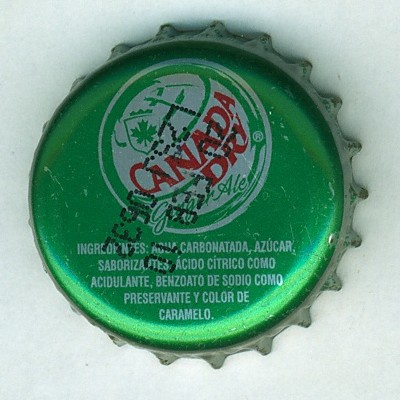 CANADA
DRY®
Ginger Ale
INGREDIENTES: AGUA CARBONATADA, AZÚCAR,
SABORIZANTES, ÁCIDO CÍTRICO COMO
ACIDULANTE, BENZOATO DE SODIO COMO
PRESERVANTE Y COLOR DE
CARAMELO.